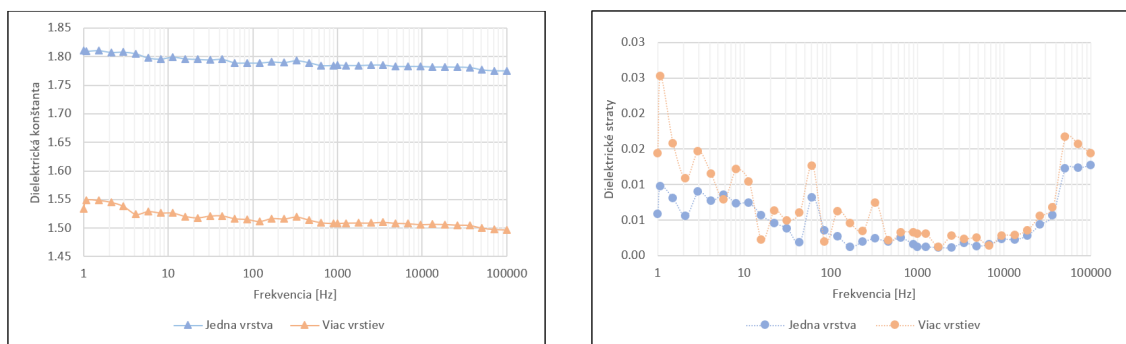 1.85
1.80
1.75
1.70
1.65
1.60
1.55
1.50
1.45
Dielektrická konštanta
1 10 100 1000 10000 100000
Frekvencia [Hz]
Jedna vrstva Viac vrstiev
0.03
0.03
0.02
0.02
0.01
0.01
0.00
Dielektrické straty
1 10 100 1000 10000 100000
Frekvencia [Hz]
Jedna vrstva Viac vrstiev